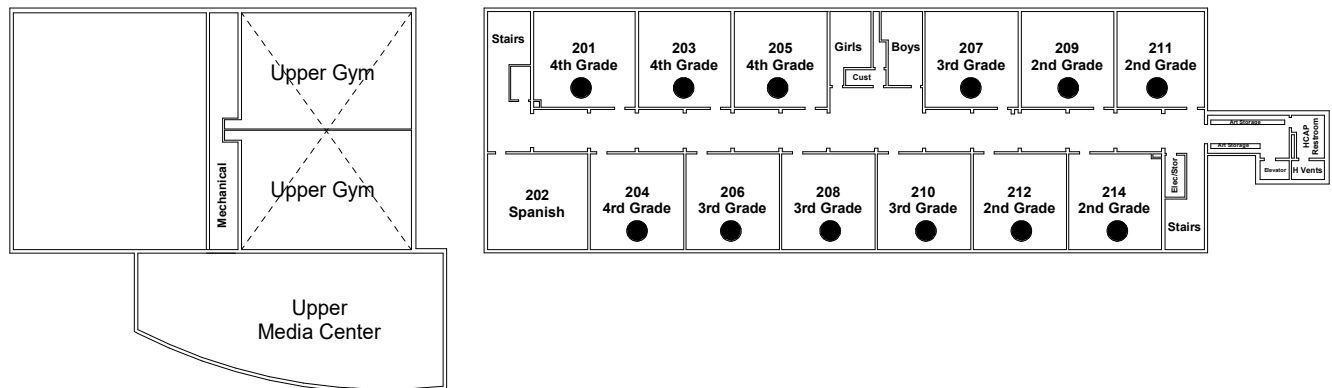 Upper Gym
Upper Gym
Mechanical
Upper
Media Center
Stairs
201
4th Grade
203
4th Grade
205
4th Grade
Girls
Cust
Boys
207
3rd Grade
209
2nd Grade
211
2nd Grade
Art Storage
Art Storage
HCAP
Restroom
Elevator
H Vents
202
Spanish
204
4rd Grade
206
3rd Grade
208
3rd Grade
210
3rd Grade
212
2nd Grade
214
2nd Grade
Elec/Stor
Stairs